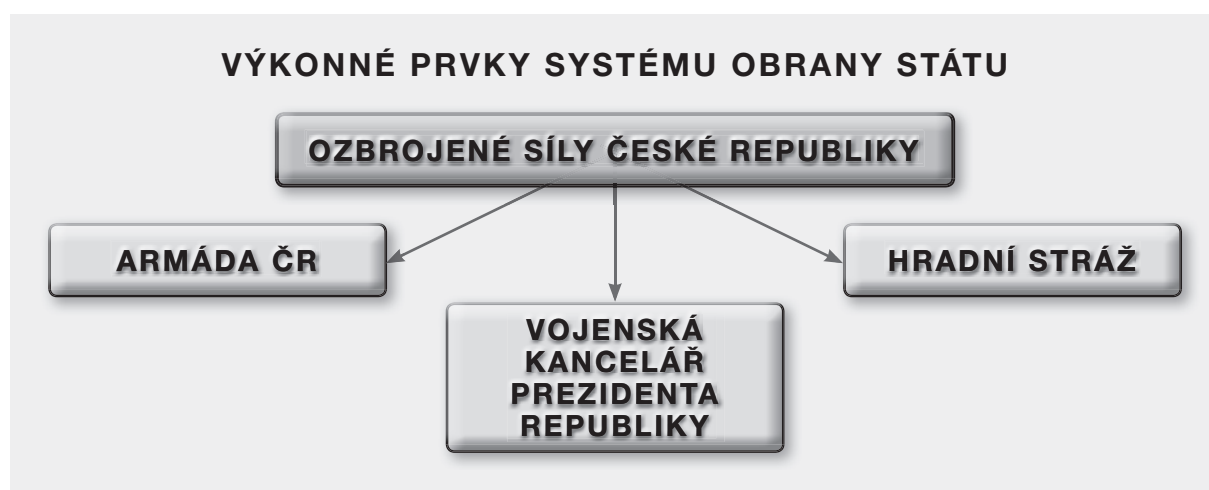 VÝKONNÉ PRVKY SYSTÉMU OBRANY STÁTU
OZBROJENÉ SÍLY ČESKÉ REPUBLIKY
ARMÁDA ČR
HRADNÍ STRÁŽ
VOJENSKÁ
KANCELÁŘ
PREZIDENTA
REPUBLIKY